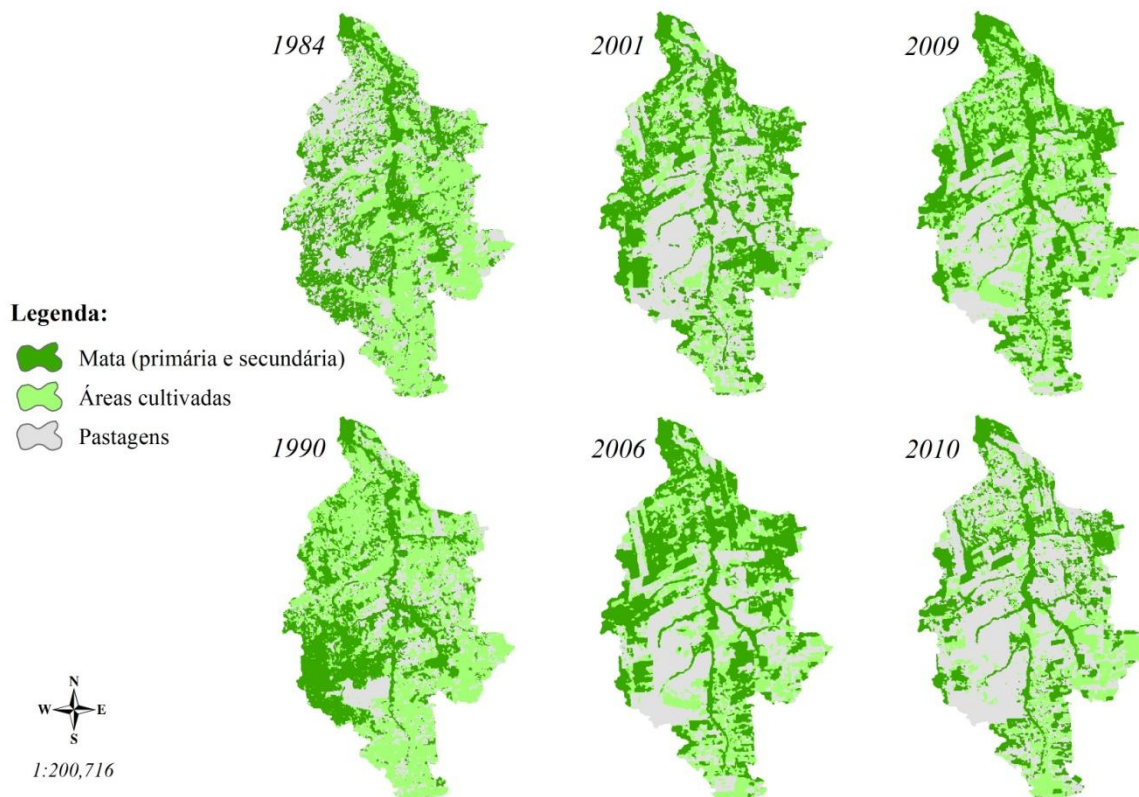 1984
2001
2009
Legenda:
Mata (primária e secundária)
Áreas cultivadas
Pastagens
1990
2006
2010
N
W E
S
1:200,716